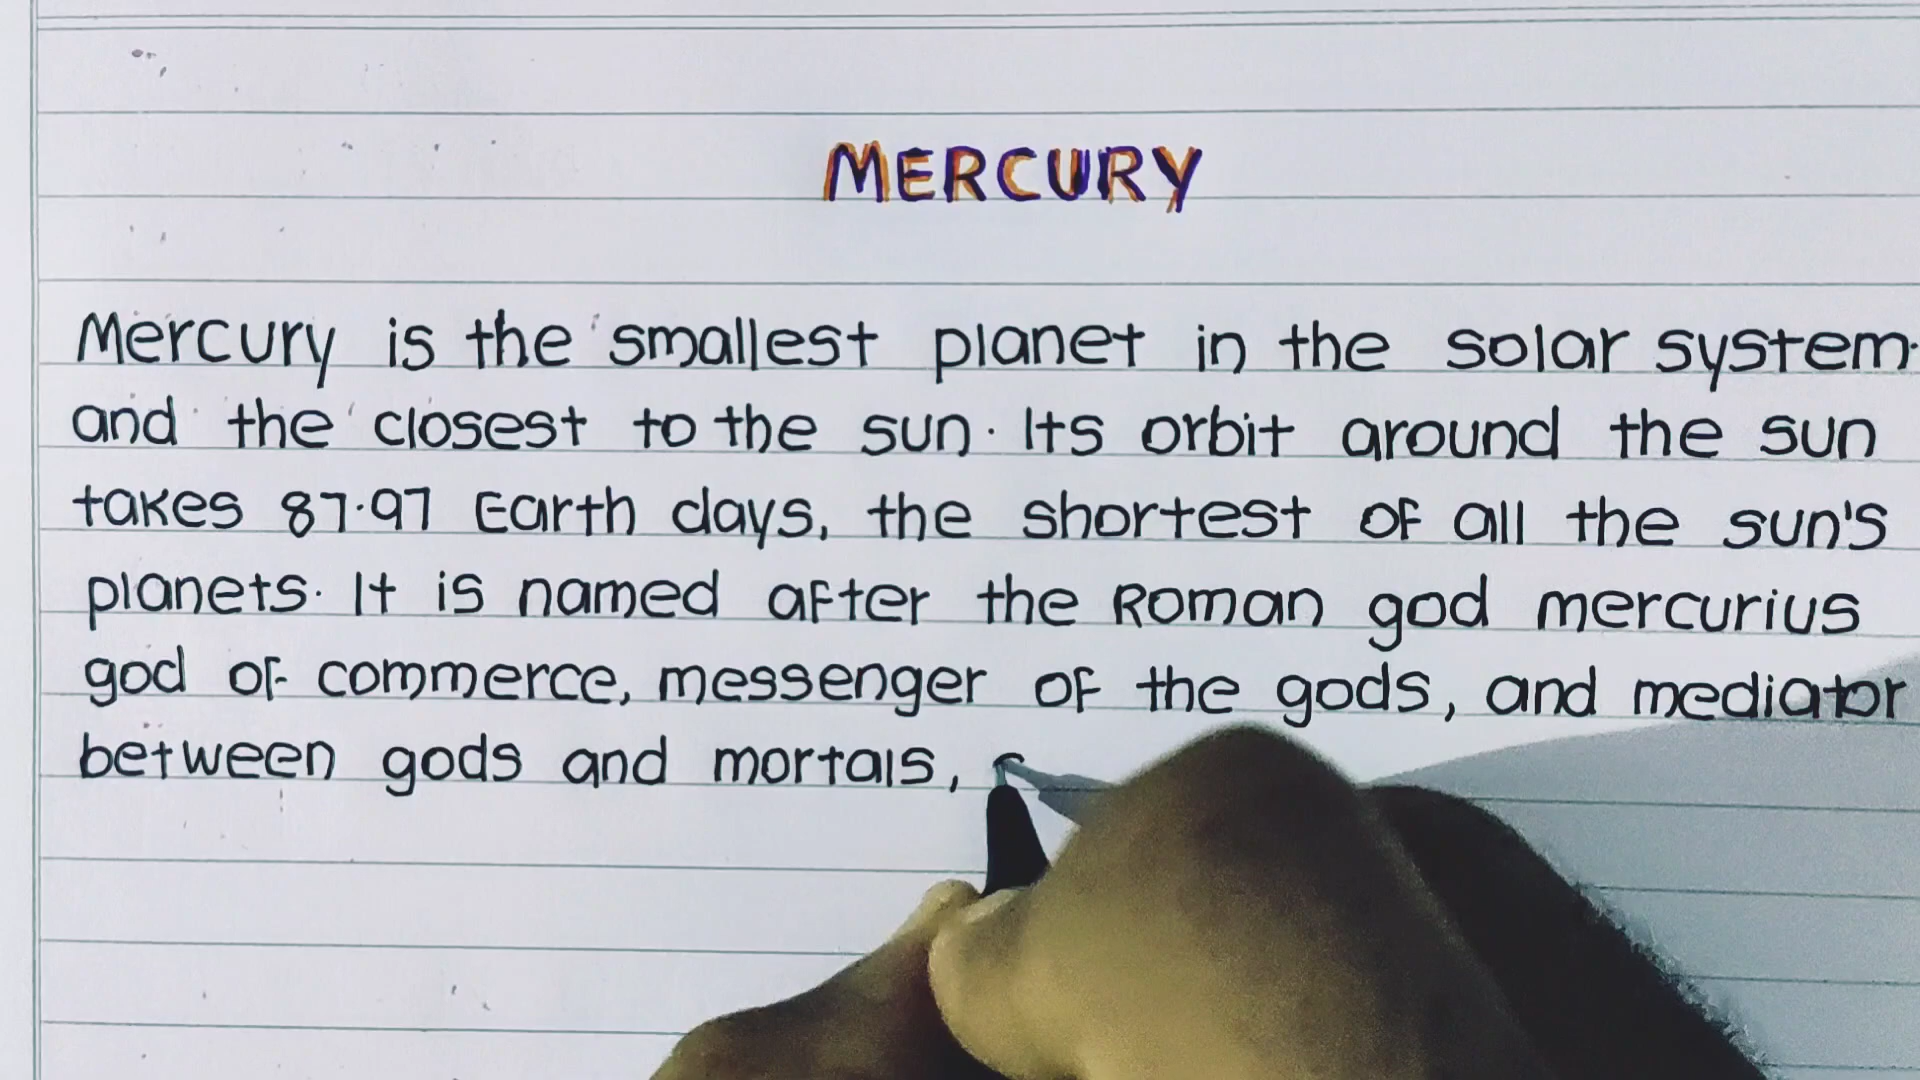 MERCURY
Mercury is the smallest planet in the solar system.
and the closest to the sun. Its orbit around the sun
takes 87.97 Earth days, the shortest of all the sun's
planets. It is named after the Roman god mercurius
god of commerce, messenger of the gods, and mediator
between gods and mortals,